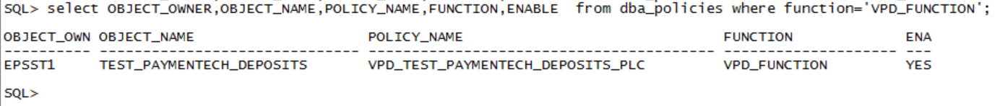 SQL> select OBJECT_OWNER,OBJECT_NAME,POLICY_NAME,FUNCTION,ENABLE  from dba_policies where function='VPD_FUNCTION';
OBJECT_OWN OBJECT_NAME                    POLICY_NAME                              FUNCTION             ENA
---------- ------------------------------ ---------------------------------------- -------------------- ---
EPSST1     TEST_PAYMENTECH_DEPOSITS       VPD_TEST_PAYMENTECH_DEPOSITS_PLC         VPD_FUNCTION         YES
SQL>